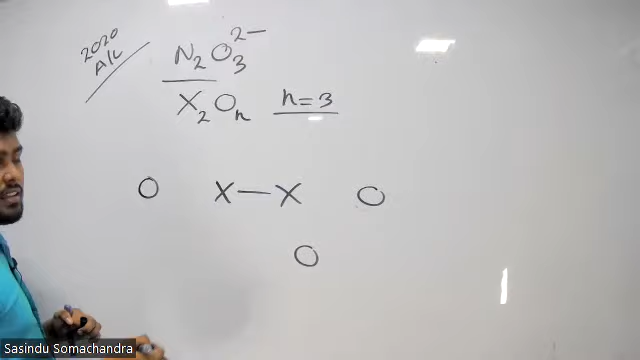 2020
A/L
N₂O₃²⁻
X₂Oₙ n=3
O X—X O
O
Sasindu Somachandra